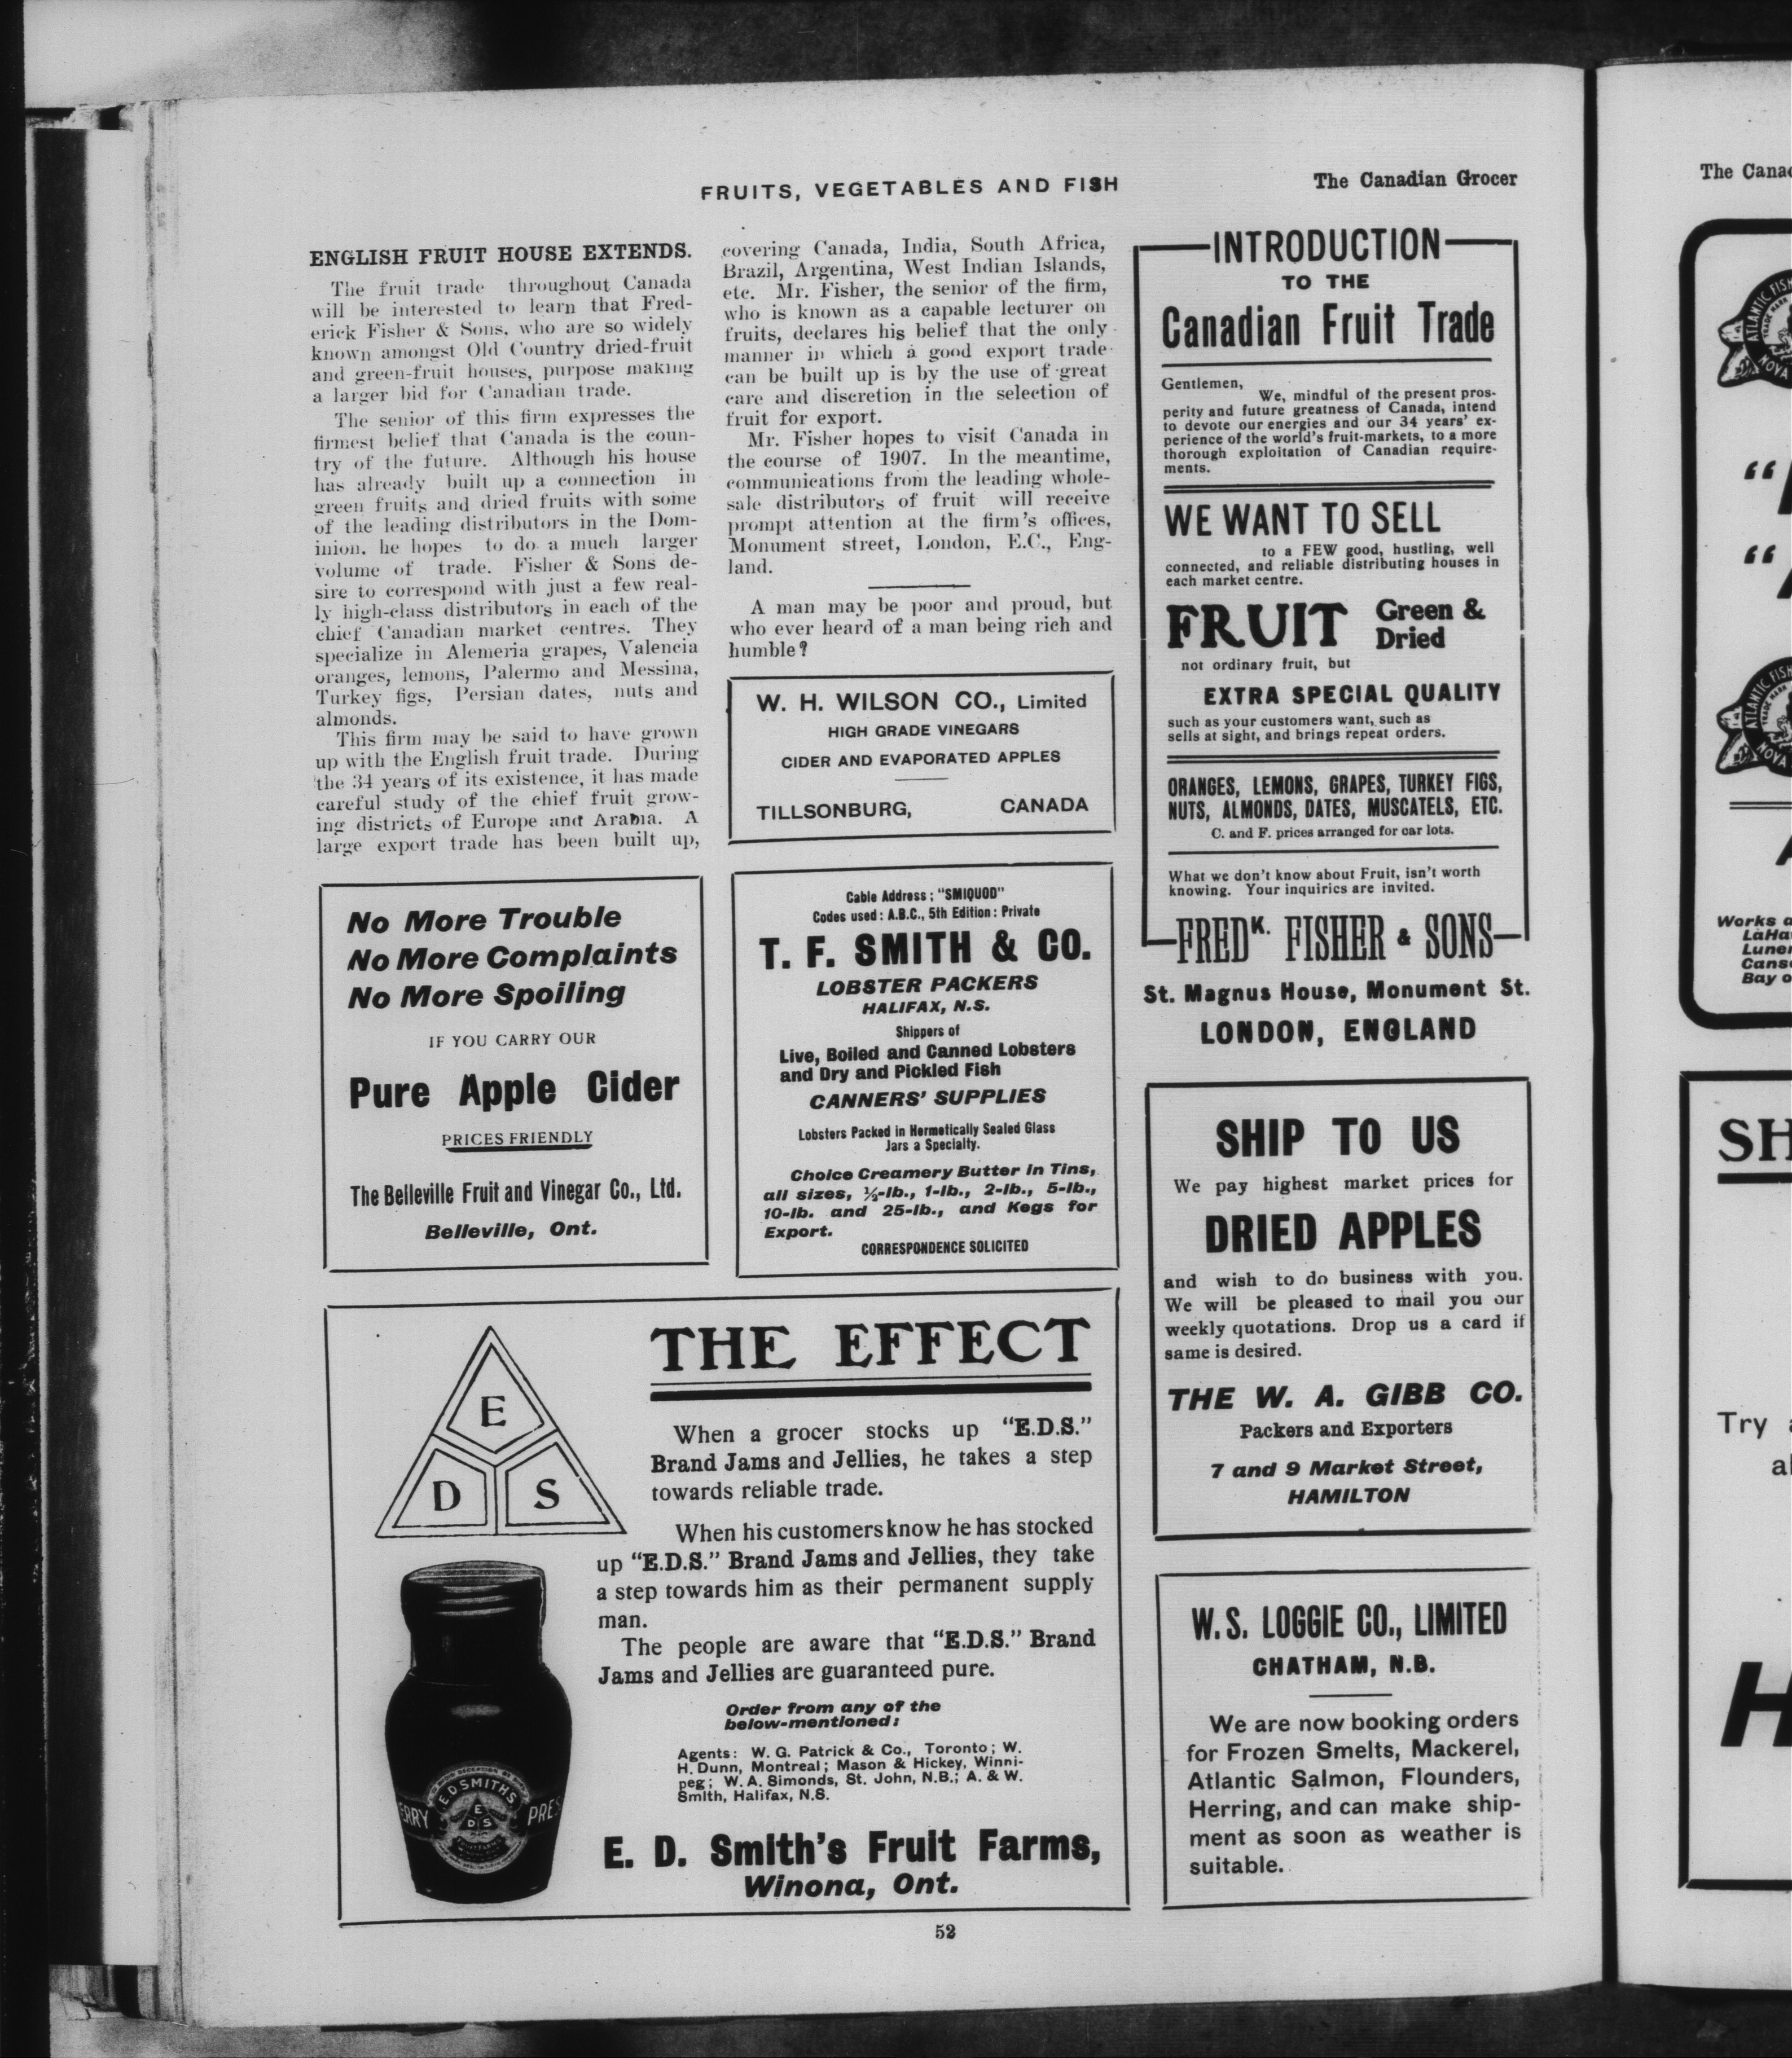 FRUITS, VEGETABLES AND FISH
The Canadian Grocer
ENGLISH FRUIT HOUSE EXTENDS.
The fruit trade throughout Canada
will be interested to learn that Fred-
erick Fisher & Sons, who are so widely
known amongst Old Country dried-fruit
and green-fruit houses, purpose making
a larger bid for Canadian trade.
The senior of this firm expresses the
firmest belief that Canada is the coun-
try of the future. Although his house
has already built up a connection in
green fruits and dried fruits with some
of the leading distributors in the Dom-
inion, he hopes to do a much larger
volume of trade. Fisher & Sons de-
sire to correspond with just a few real-
ly high-class distributors in each of the
chief Canadian market centres. They
specialize in Alemeria grapes, Valencia
oranges, lemons, Palermo and Messina,
Turkey figs, Persian dates, nuts and
almonds.
This firm may be said to have grown
up with the English fruit trade. During
the 34 years of its existence, it has made
careful study of the chief fruit grow-
ing districts of Europe and Arabia. A
large export trade has been built up,
covering Canada, India, South Africa,
Brazil, Argentina, West Indian Islands,
etc. Mr. Fisher, the senior of the firm,
who is known as a capable lecturer on
fruits, declares his belief that the only
manner in which a good export trade
can be built up is by the use of great
care and discretion in the selection of
fruit for export.
Mr. Fisher hopes to visit Canada in
the course of 1907. In the meantime,
communications from the leading whole-
sale distributors of fruit will receive
prompt attention at the firm's offices,
Monument street, London, E.C., Eng-
land.
A man may be poor and proud, but
who ever heard of a man being rich and
humble?
W. H. WILSON CO., Limited
HIGH GRADE VINEGARS
CIDER AND EVAPORATED APPLES
TILLSONBURG, CANADA
No More Trouble
No More Complaints
No More Spoiling
IF YOU CARRY OUR
Pure Apple Cider
PRICES FRIENDLY
The Belleville Fruit and Vinegar Co., Ltd.
Belleville, Ont.
Cable Address; "SMIQUOD"
Codes used: A.B.C., 5th Edition: Private
T. F. SMITH & CO.
LOBSTER PACKERS
HALIFAX, N.S.
Shippers of
Live, Boiled and Canned Lobsters
and Dry and Pickled Fish
CANNERS' SUPPLIES
Lobsters Packed in Hermetically Sealed Glass
Jars a Specialty.
Choice Creamery Butter in Tins,
all sizes, ½-lb., 1-lb., 2-lb., 5-lb.,
10-lb. and 25-lb., and Kegs for
Export.
CORRESPONDENCE SOLICITED
E
D S
THE EFFECT
When a grocer stocks up "E.D.S."
Brand Jams and Jellies, he takes a step
towards reliable trade.
When his customers know he has stocked
up "E.D.S." Brand Jams and Jellies, they take
a step towards him as their permanent supply
man.
The people are aware that "E.D.S." Brand
Jams and Jellies are guaranteed pure.
Order from any of the
below-mentioned:
Agents: W. G. Patrick & Co., Toronto; W.
H. Dunn, Montreal; Mason & Hickey, Winni-
peg; W. A. Simonds, St. John, N.B.; A. & W.
Smith, Halifax, N.S.
E. D. Smith's Fruit Farms,
Winona, Ont.
E D SMITH'S
E
D S
ERRY PRES
INTRODUCTION
TO THE
Canadian Fruit Trade
Gentlemen,
We, mindful of the present pros-
perity and future greatness of Canada, intend
to devote our energies and our 34 years' ex-
perience of the world's fruit-markets, to a more
thorough exploitation of Canadian require-
ments.
WE WANT TO SELL
to a FEW good, hustling, well
connected, and reliable distributing houses in
each market centre.
FRUIT Green &
Dried
not ordinary fruit, but
EXTRA SPECIAL QUALITY
such as your customers want, such as
sells at sight, and brings repeat orders.
ORANGES, LEMONS, GRAPES, TURKEY FIGS,
NUTS, ALMONDS, DATES, MUSCATELS, ETC.
C. and F. prices arranged for car lots.
What we don't know about Fruit, isn't worth
knowing. Your inquiries are invited.
FREDK. FISHER & SONS
St. Magnus House, Monument St.
LONDON, ENGLAND
SHIP TO US
We pay highest market prices for
DRIED APPLES
and wish to do business with you.
We will be pleased to mail you our
weekly quotations. Drop us a card if
same is desired.
THE W. A. GIBB CO.
Packers and Exporters
7 and 9 Market Street,
HAMILTON
W. S. LOGGIE CO., LIMITED
CHATHAM, N.B.
We are now booking orders
for Frozen Smelts, Mackerel,
Atlantic Salmon, Flounders,
Herring, and can make ship-
ment as soon as weather is
suitable.
52
The Cana
ATLANTIC FISH
TRADE MARK
NOVA
ATLANTIC FISH
TRADE MARK
NOVA
Works a
LaHa
Lunen
Cans
Bay o
SH
Try
H